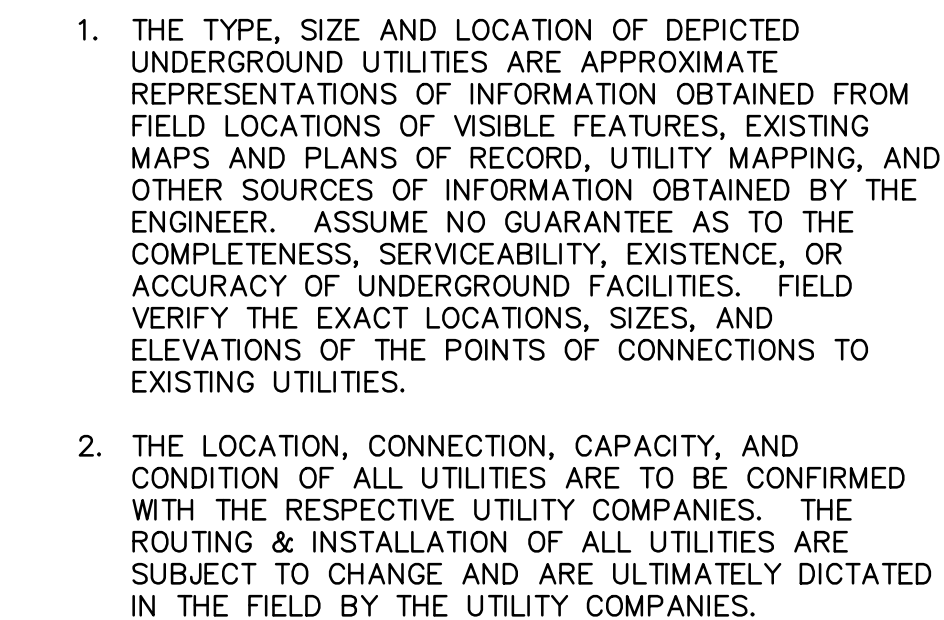 1. THE TYPE, SIZE AND LOCATION OF DEPICTED
UNDERGROUND UTILITIES ARE APPROXIMATE
REPRESENTATIONS OF INFORMATION OBTAINED FROM
FIELD LOCATIONS OF VISIBLE FEATURES, EXISTING
MAPS AND PLANS OF RECORD, UTILITY MAPPING, AND
OTHER SOURCES OF INFORMATION OBTAINED BY THE
ENGINEER. ASSUME NO GUARANTEE AS TO THE
COMPLETENESS, SERVICEABILITY, EXISTENCE, OR
ACCURACY OF UNDERGROUND FACILITIES. FIELD
VERIFY THE EXACT LOCATIONS, SIZES, AND
ELEVATIONS OF THE POINTS OF CONNECTIONS TO
EXISTING UTILITIES.
2. THE LOCATION, CONNECTION, CAPACITY, AND
CONDITION OF ALL UTILITIES ARE TO BE CONFIRMED
WITH THE RESPECTIVE UTILITY COMPANIES. THE
ROUTING & INSTALLATION OF ALL UTILITIES ARE
SUBJECT TO CHANGE AND ARE ULTIMATELY DICTATED
IN THE FIELD BY THE UTILITY COMPANIES.